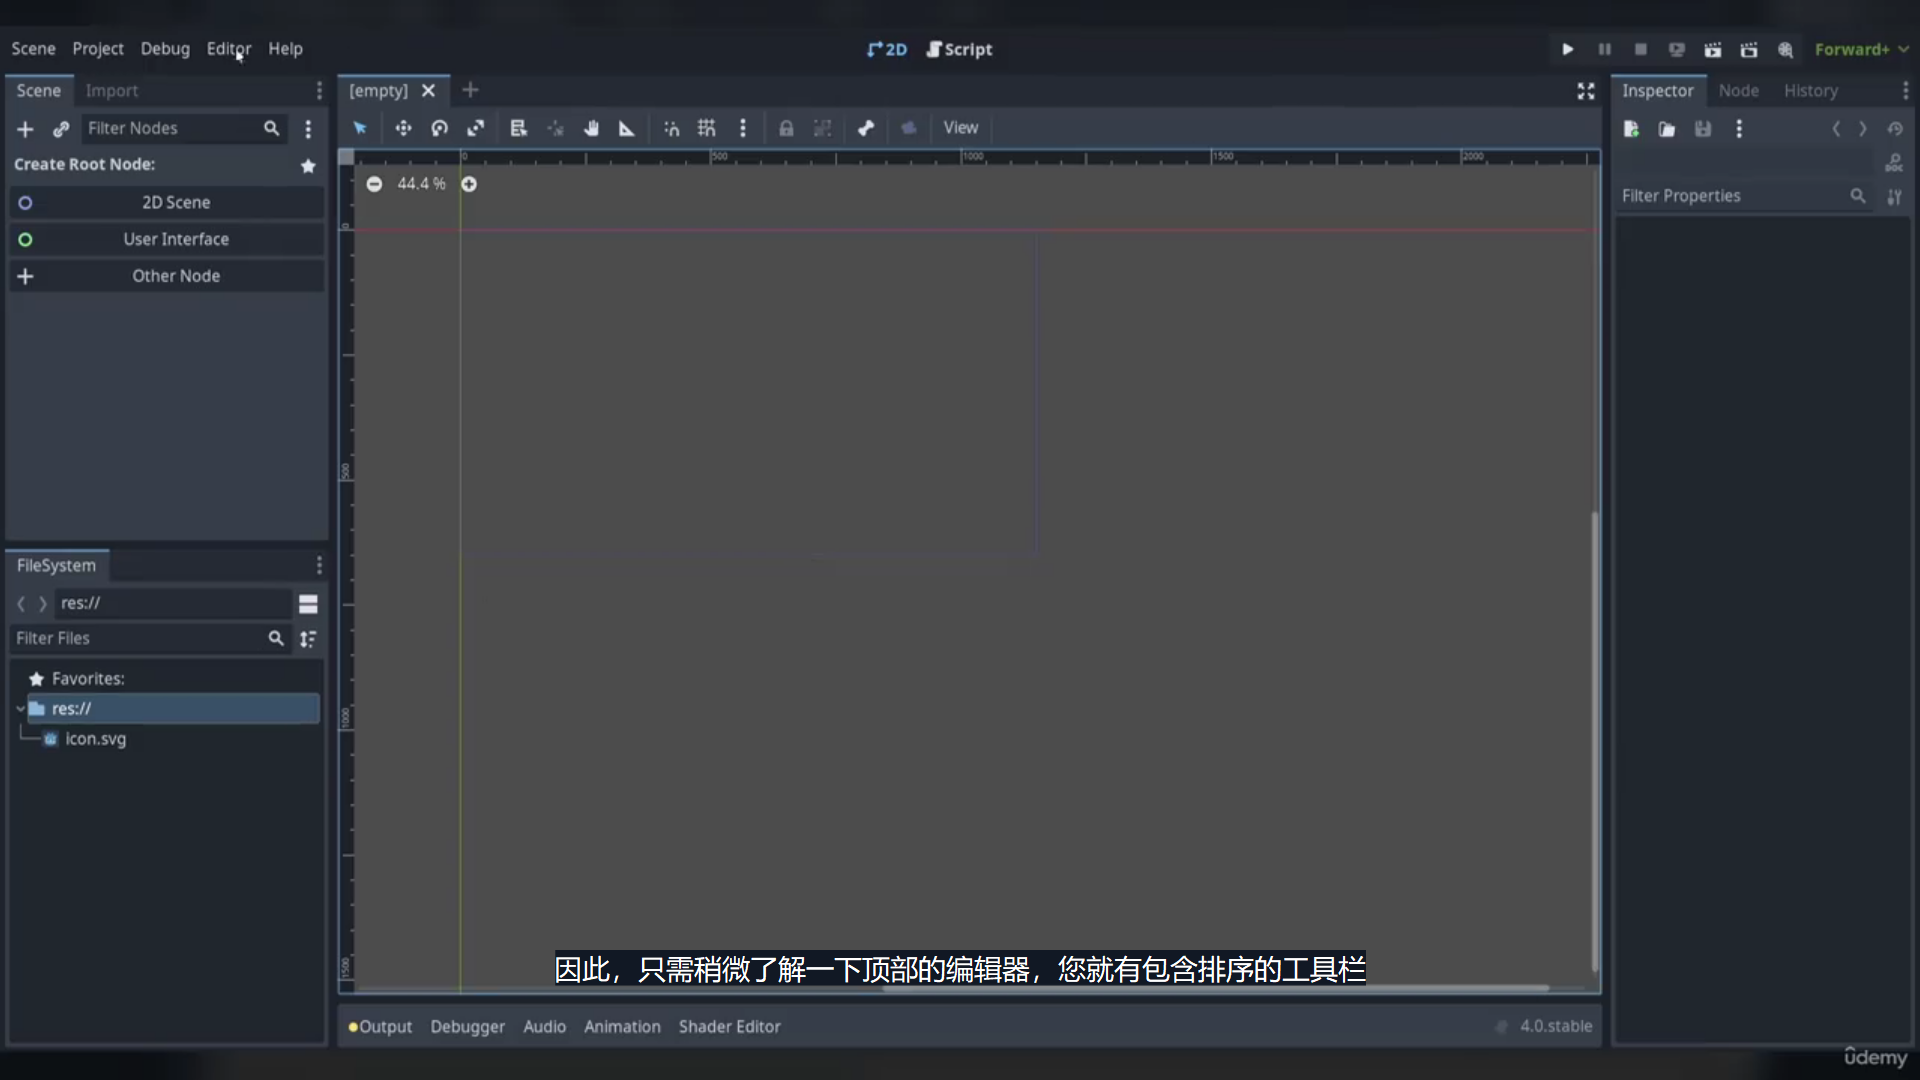 Scene Project Debug Editor Help
2D Script
Forward+
Scene Import
[empty]
Inspector Node History
Filter Nodes
View
Create Root Node:
2D Scene
User Interface
Other Node
44.4 %
0 500 1000 1500 2000
0
500
1000
1500
Filter Properties
FileSystem
res://
Filter Files
Favorites:
res://
icon.svg
因此，只需稍微了解一下顶部的编辑器，您就有包含排序的工具栏
Output Debugger Audio Animation Shader Editor
4.0.stable
ûdemy